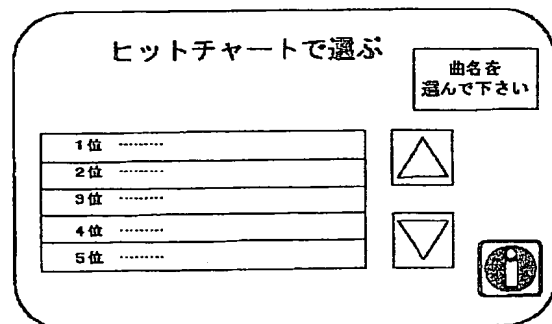 ヒットチャートで選ぶ
曲名を
選んで下さい
1位 ………
2位 ………
3位 ………
4位 ………
5位 ………
i